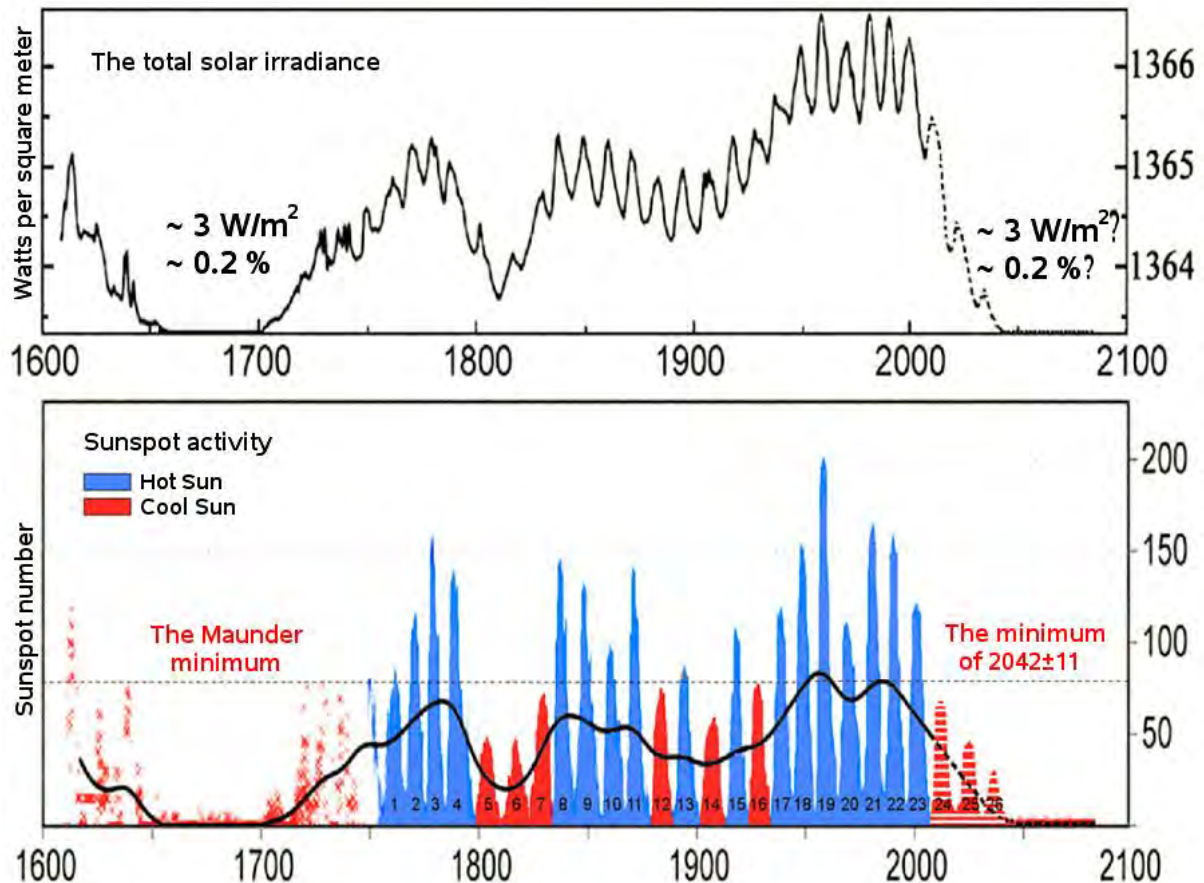 The total solar irradiance
Watts per square meter
1366
1365
1364
~ 3 W/m²
~ 0.2 %
~ 3 W/m²?
~ 0.2 %?
1600 1700 1800 1900 2000 2100
Sunspot activity
Hot Sun
Cool Sun
Sunspot number
200
150
100
50
The Maunder
minimum
The minimum
of 2042±11
1 2 3 4 5 6 7 8 9 10 11 12 13 14 15 16 17 18 19 20 21 22 23 24 25 26
1600 1700 1800 1900 2000 2100